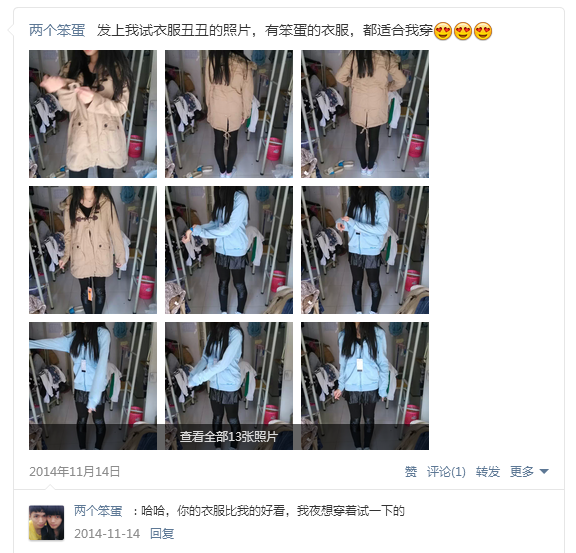 两个笨蛋 发上我试衣服丑丑的照片，有笨蛋的衣服，都适合我穿
查看全部13张照片
2014年11月14日 赞 评论(1) 转发 更多
两个笨蛋 ：哈哈，你的衣服比我的好看，我夜想穿着试一下的
2014-11-14 回复